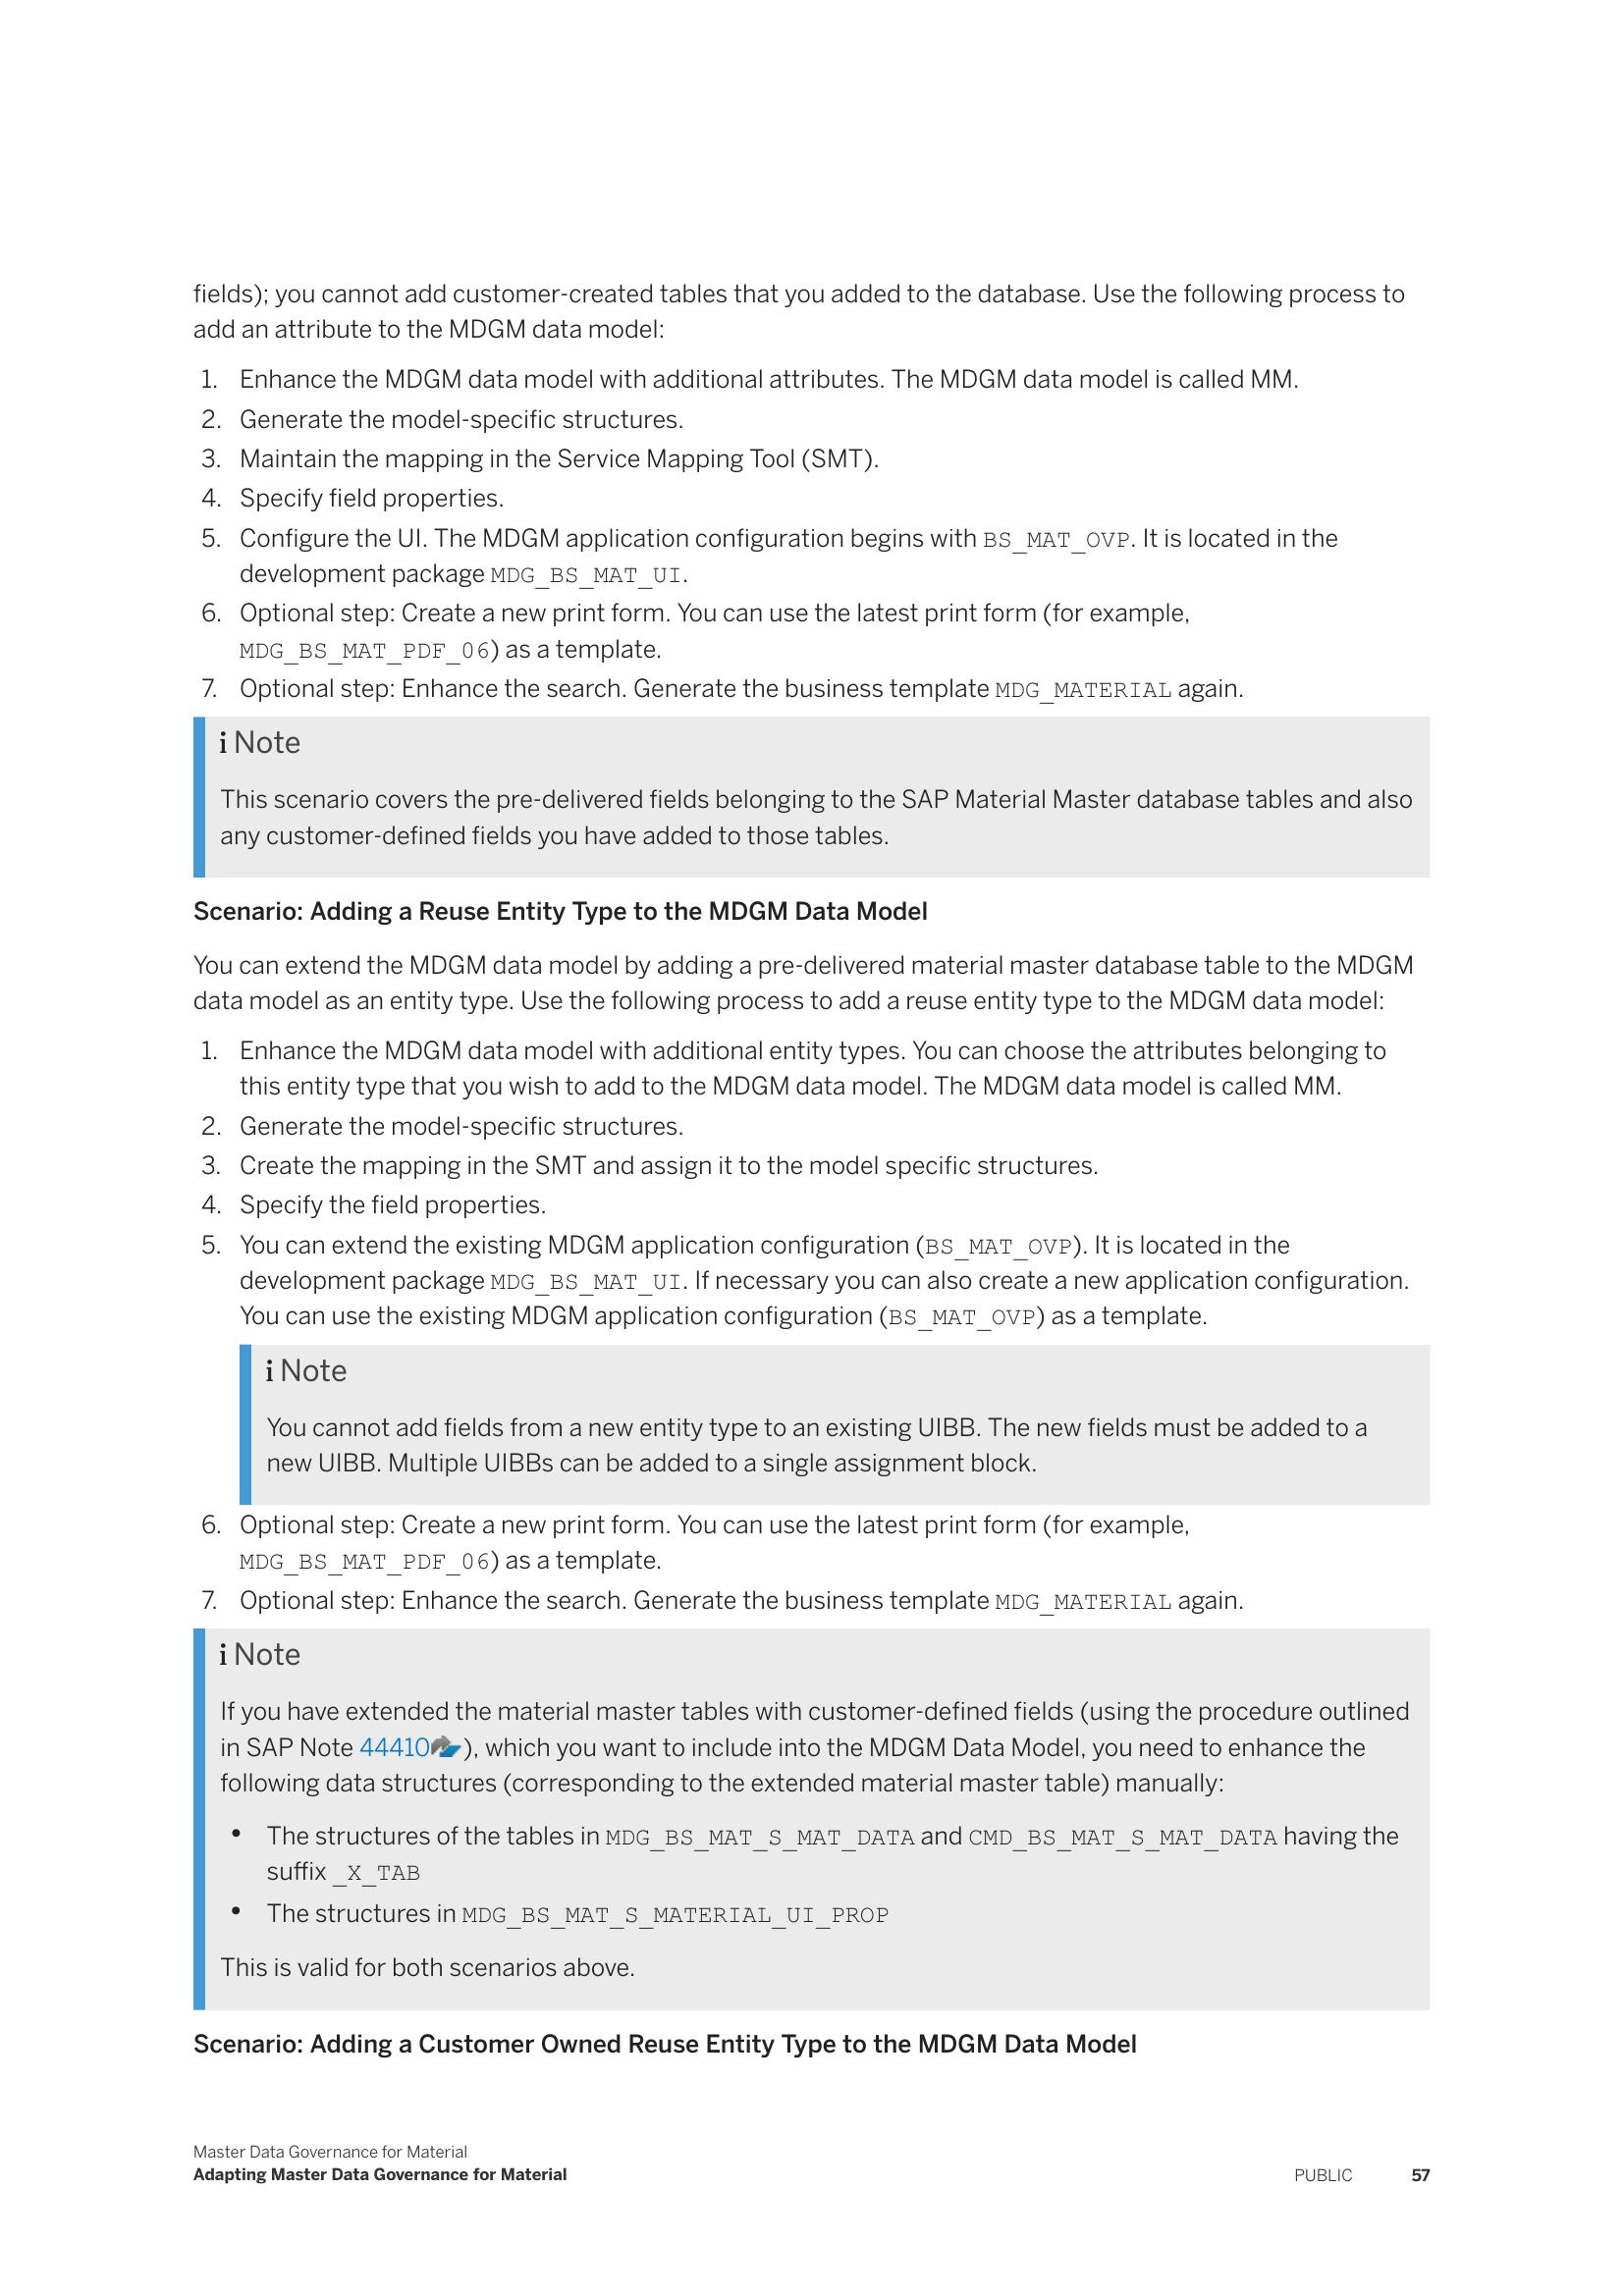 fields); you cannot add customer-created tables that you added to the database. Use the following process to
add an attribute to the MDGM data model:
1. Enhance the MDGM data model with additional attributes. The MDGM data model is called MM.
2. Generate the model-specific structures.
3. Maintain the mapping in the Service Mapping Tool (SMT).
4. Specify field properties.
5. Configure the UI. The MDGM application configuration begins with BS_MAT_OVP. It is located in the
development package MDG_BS_MAT_UI.
6. Optional step: Create a new print form. You can use the latest print form (for example,
MDG_BS_MAT_PDF_06) as a template.
7. Optional step: Enhance the search. Generate the business template MDG_MATERIAL again.
i Note
This scenario covers the pre-delivered fields belonging to the SAP Material Master database tables and also
any customer-defined fields you have added to those tables.
Scenario: Adding a Reuse Entity Type to the MDGM Data Model
You can extend the MDGM data model by adding a pre-delivered material master database table to the MDGM
data model as an entity type. Use the following process to add a reuse entity type to the MDGM data model:
1. Enhance the MDGM data model with additional entity types. You can choose the attributes belonging to
this entity type that you wish to add to the MDGM data model. The MDGM data model is called MM.
2. Generate the model-specific structures.
3. Create the mapping in the SMT and assign it to the model specific structures.
4. Specify the field properties.
5. You can extend the existing MDGM application configuration (BS_MAT_OVP). It is located in the
development package MDG_BS_MAT_UI. If necessary you can also create a new application configuration.
You can use the existing MDGM application configuration (BS_MAT_OVP) as a template.
i Note
You cannot add fields from a new entity type to an existing UIBB. The new fields must be added to a
new UIBB. Multiple UIBBs can be added to a single assignment block.
6. Optional step: Create a new print form. You can use the latest print form (for example,
MDG_BS_MAT_PDF_06) as a template.
7. Optional step: Enhance the search. Generate the business template MDG_MATERIAL again.
i Note
If you have extended the material master tables with customer-defined fields (using the procedure outlined
in SAP Note 44410), which you want to include into the MDGM Data Model, you need to enhance the
following data structures (corresponding to the extended material master table) manually:
• The structures of the tables in MDG_BS_MAT_S_MAT_DATA and CMD_BS_MAT_S_MAT_DATA having the
suffix _X_TAB
• The structures in MDG_BS_MAT_S_MATERIAL_UI_PROP
This is valid for both scenarios above.
Scenario: Adding a Customer Owned Reuse Entity Type to the MDGM Data Model
Master Data Governance for Material
Adapting Master Data Governance for Material
PUBLIC 57